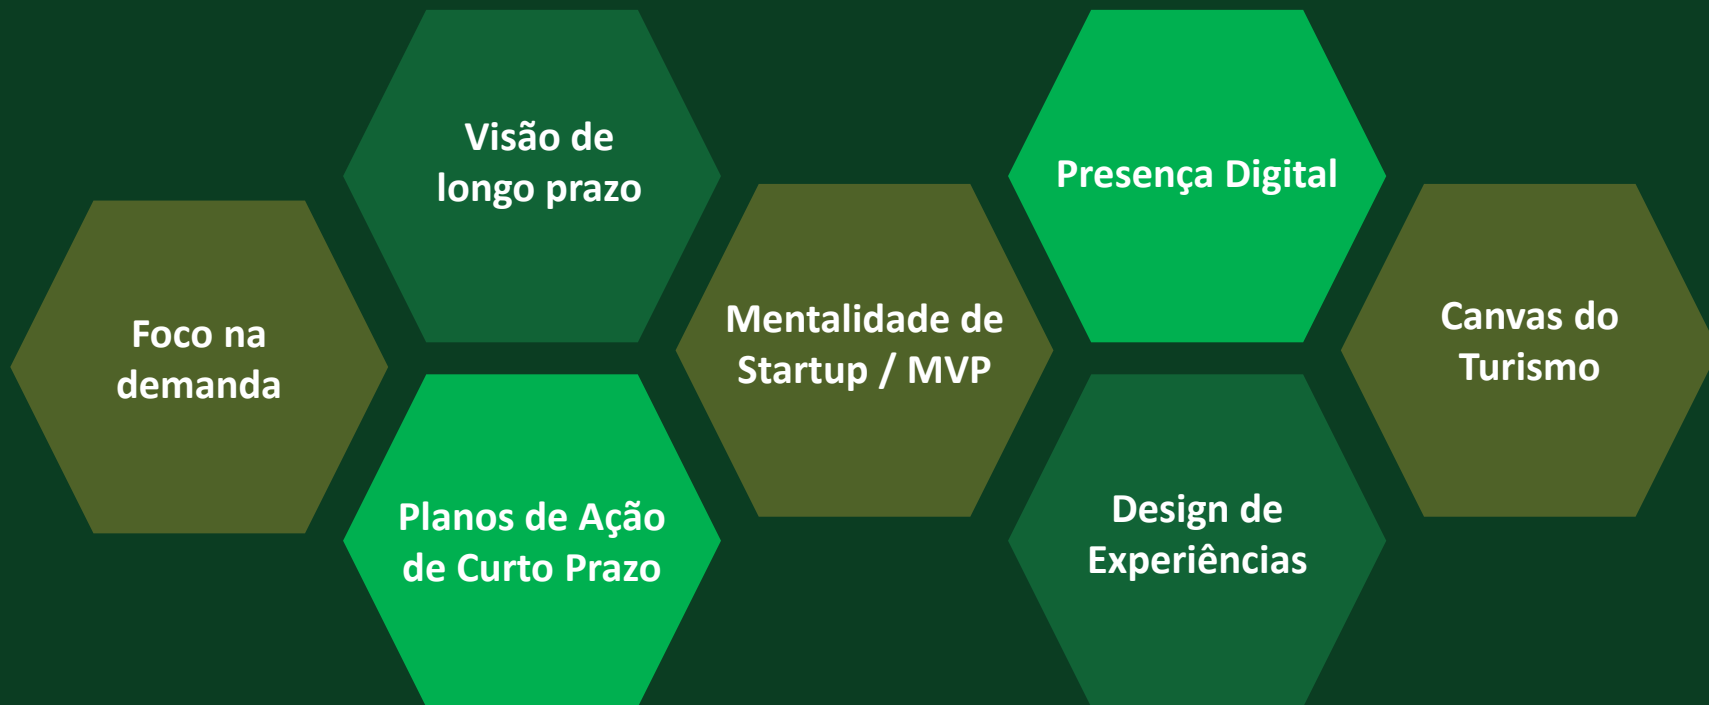 Foco na
demanda
Visão de
longo prazo
Planos de Ação
de Curto Prazo
Mentalidade de
Startup / MVP
Presença Digital
Design de
Experiências
Canvas do
Turismo